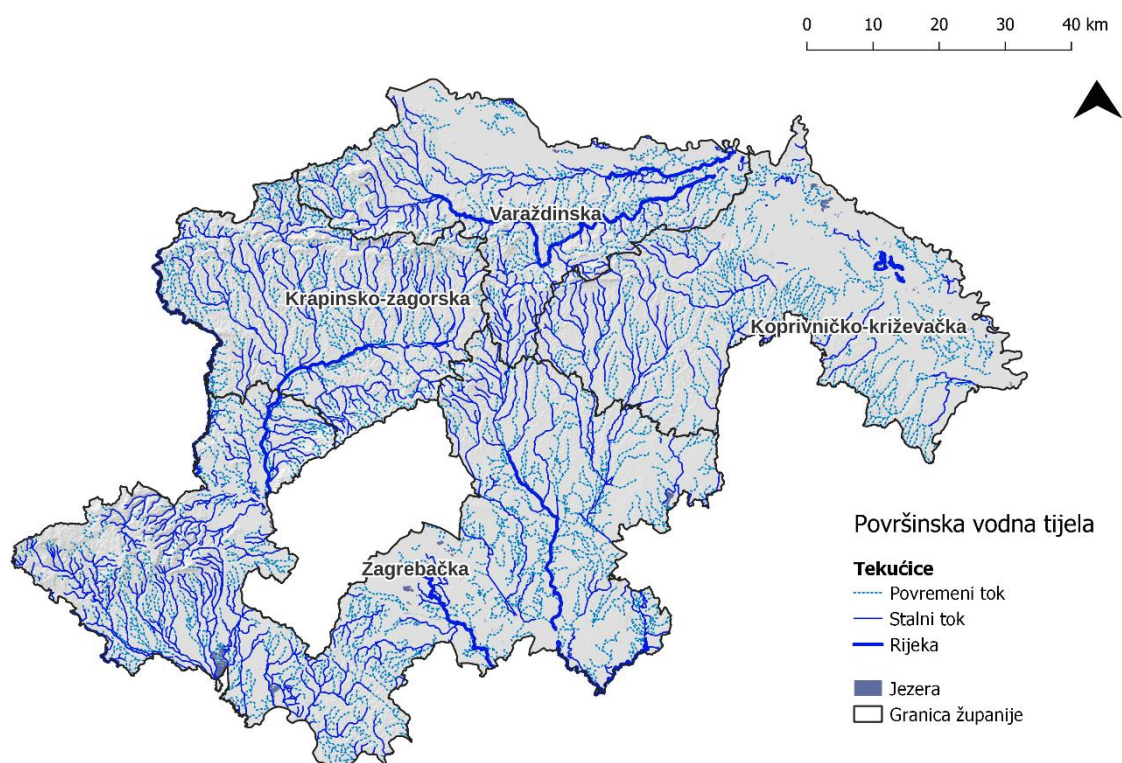 0 10 20 30 40 km
Varaždinska
Krapinsko-zagorska
Koprivničko-križevačka
Zagrebačka
Površinska vodna tijela
Tekućice
Povremeni tok
Stalni tok
Rijeka
Jezera
Granica županije